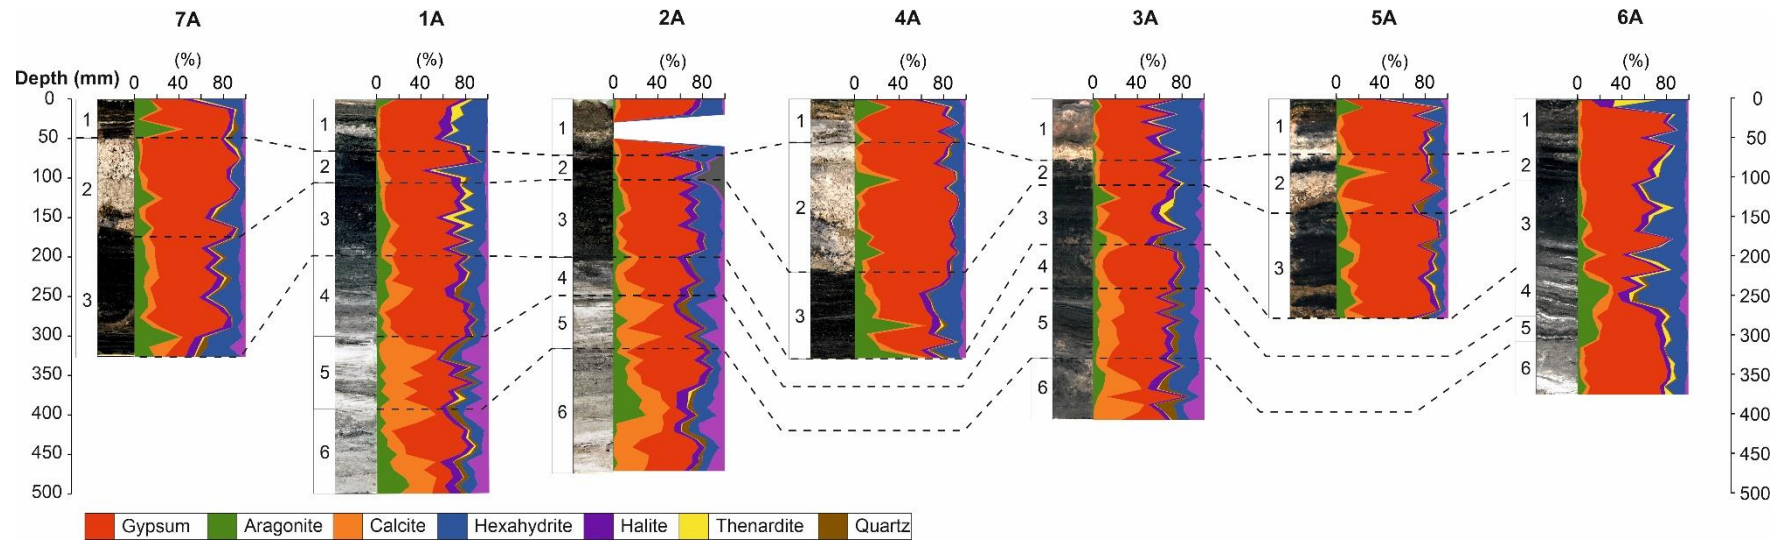 7A 1A 2A 4A 3A 5A 6A
(%) (%) (%) (%) (%) (%) (%)
Depth (mm) 0 40 80 0 40 80 0 40 80 0 40 80 0 40 80 0 40 80 0 40 80
0 0
1 1 1 1 1 1 1
50 50
2 2 2 2 2 2 2
100 100
150 150
3 3 3 3 3 3 3
200 200
4 4 4 4
250 250
300 300
5 5 5 5
350 350
6 6 6 6
400 400
450 450
500 500
Gypsum Aragonite Calcite Hexahydrite Halite Thenardite Quartz